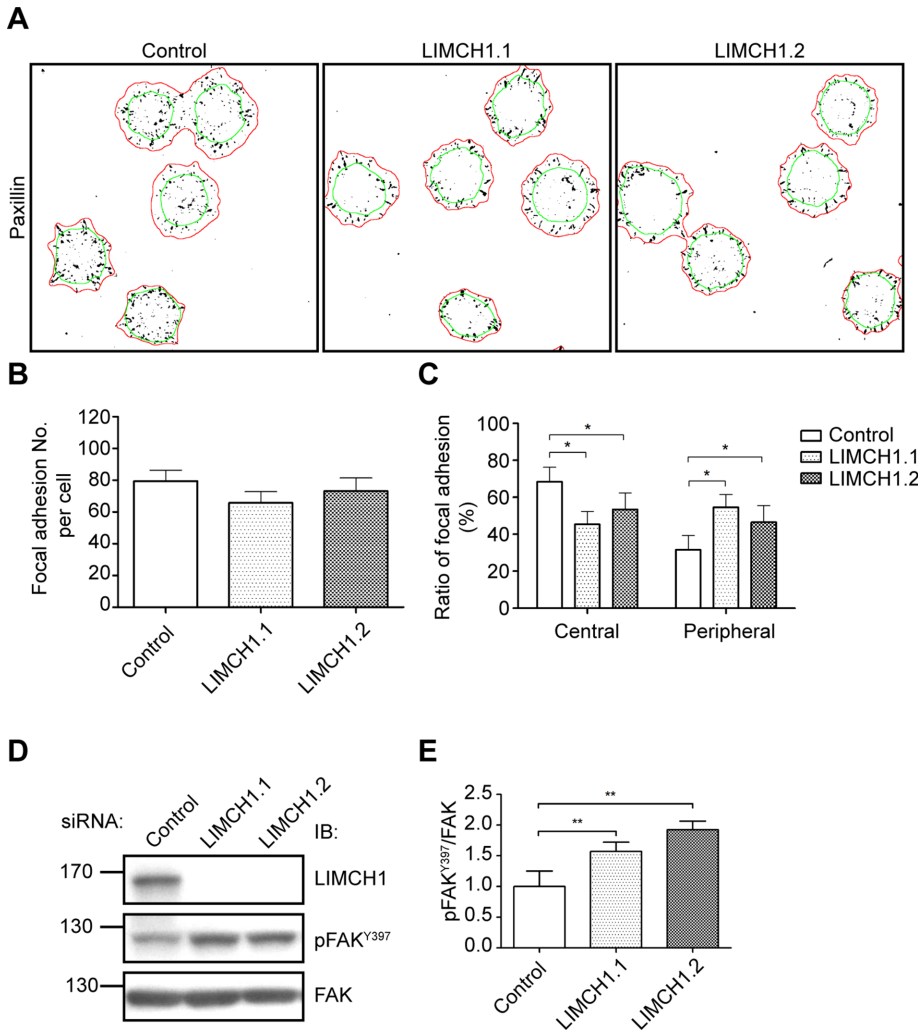 A
Control
LIMCH1.1
LIMCH1.2
Paxillin
B
Focal adhesion No.
per cell
120
100
80
60
40
20
0
Control
LIMCH1.1
LIMCH1.2
C
Ratio of focal adhesion
(%)
100
80
60
40
20
0
*
*
*
*
Central
Peripheral
Control
LIMCH1.1
LIMCH1.2
D
siRNA:
Control
LIMCH1.1
LIMCH1.2
IB:
170
LIMCH1
130
pFAKY397
130
FAK
E
pFAKY397/FAK
2.5
2.0
1.5
1.0
0.5
0.0
**
**
Control
LIMCH1.1
LIMCH1.2